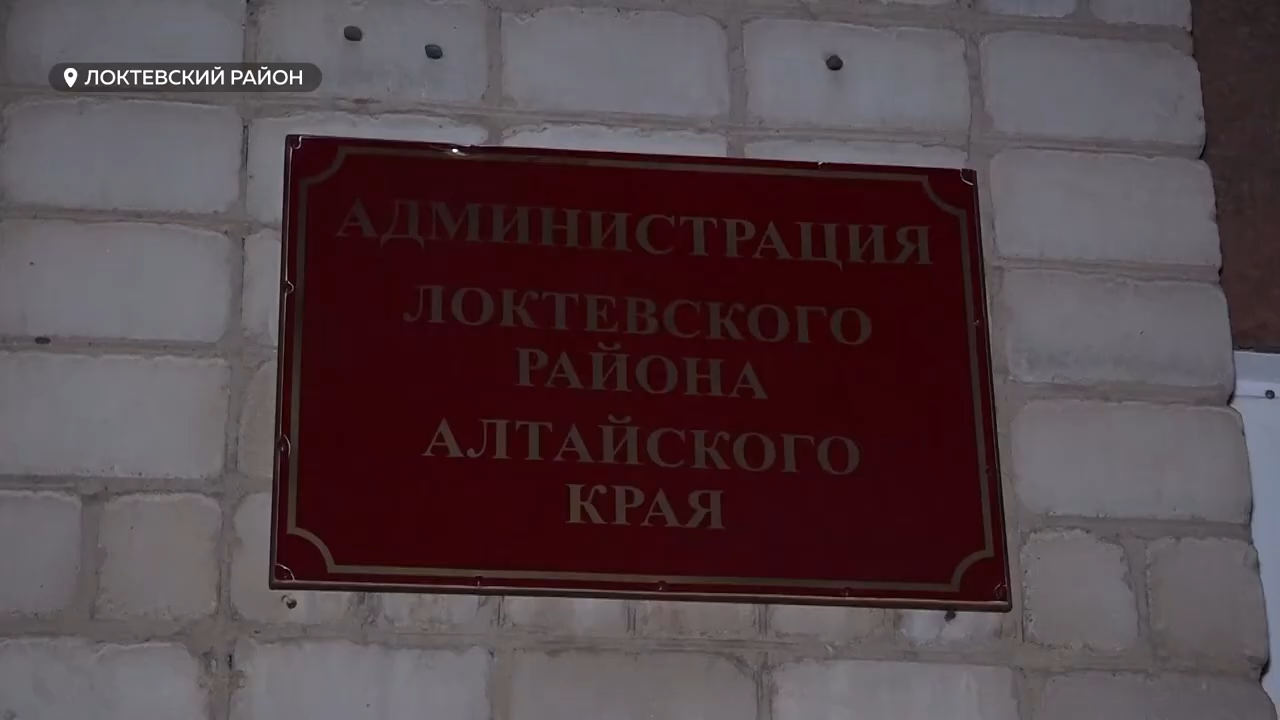 ЛОКТЕВСКИЙ РАЙОН
АДМИНИСТРАЦИЯ
ЛОКТЕВСКОГО
РАЙОНА
АЛТАЙСКОГО
КРАЯ